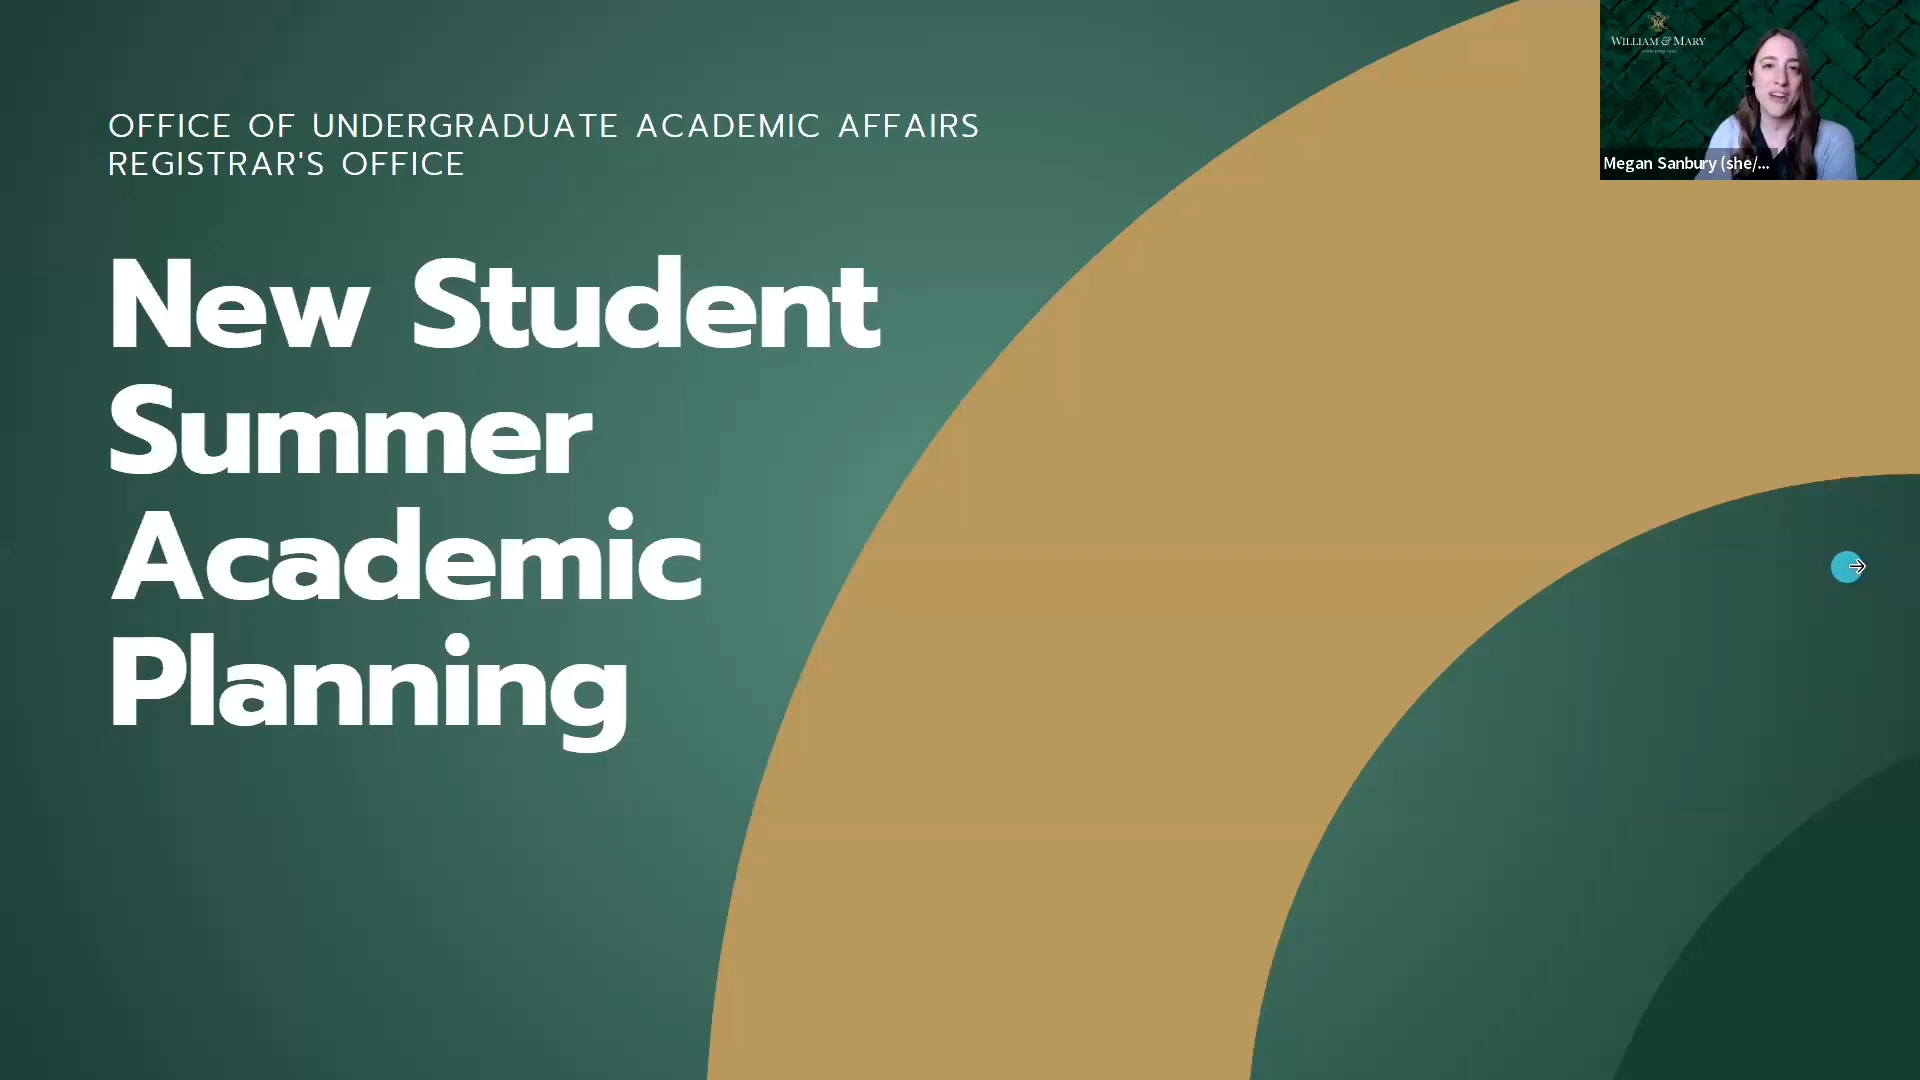 OFFICE OF UNDERGRADUATE ACADEMIC AFFAIRS
REGISTRAR'S OFFICE
New Student
Summer
Academic
Planning
WILLIAM & MARY
Megan Sanbury (she/...